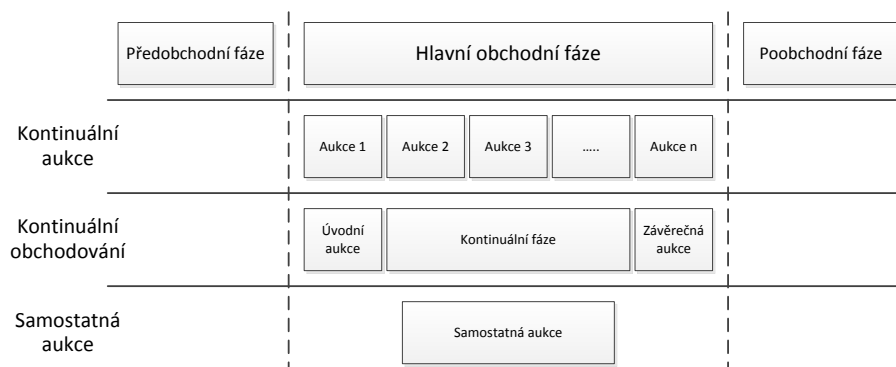 Předobchodní fáze
Hlavní obchodní fáze
Poobchodní fáze
Kontinuální
aukce
Aukce 1
Aukce 2
Aukce 3
.....
Aukce n
Kontinuální
obchodování
Úvodní
aukce
Kontinuální fáze
Závěrečná
aukce
Samostatná
aukce
Samostatná aukce